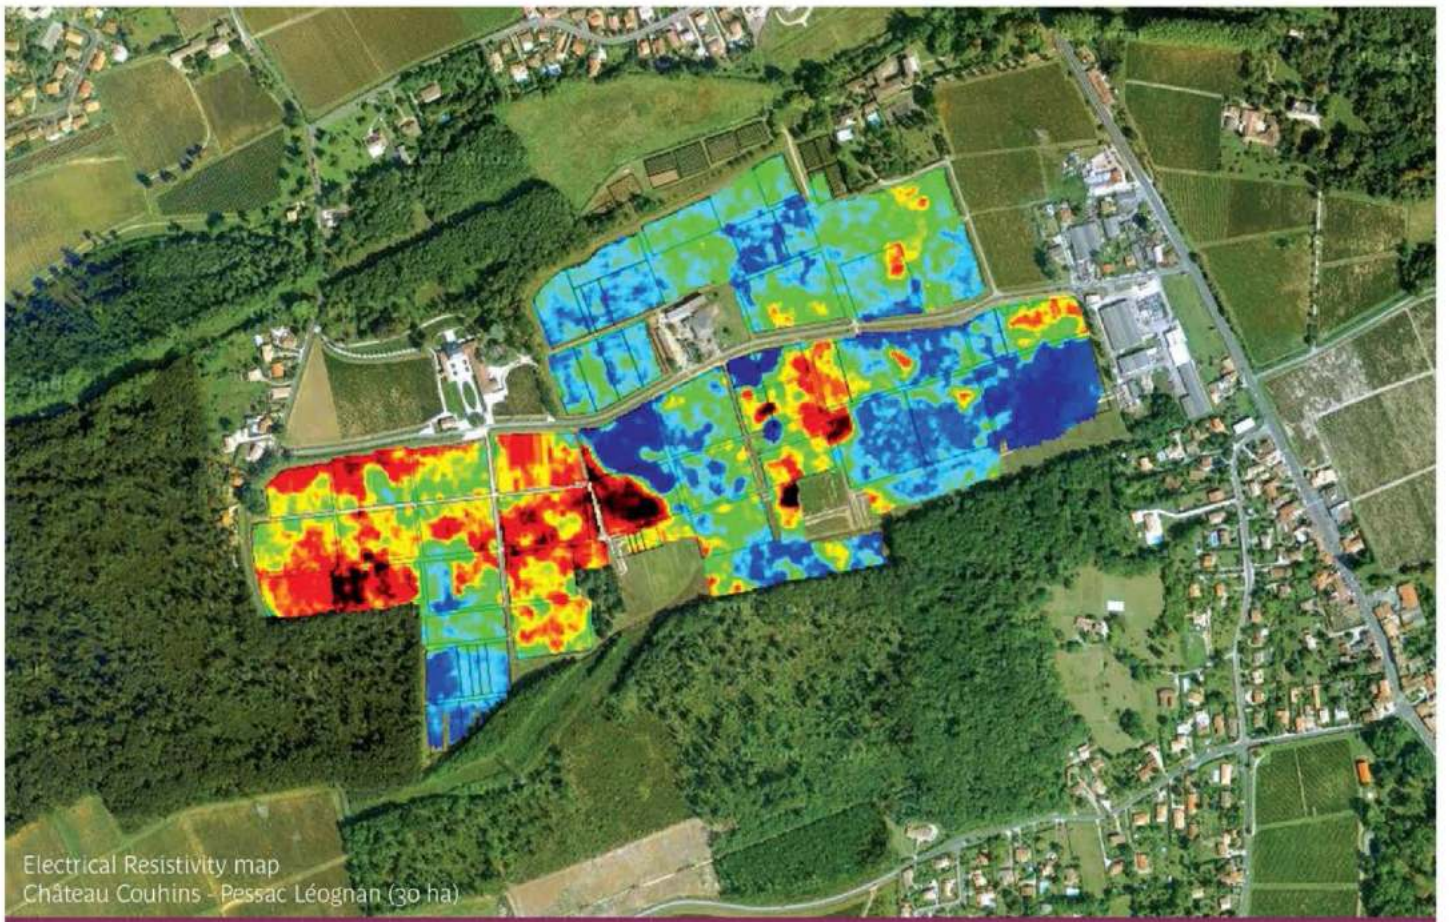 Electrical Resistivity map
Château Couhins - Pessac Léognan (30 ha)